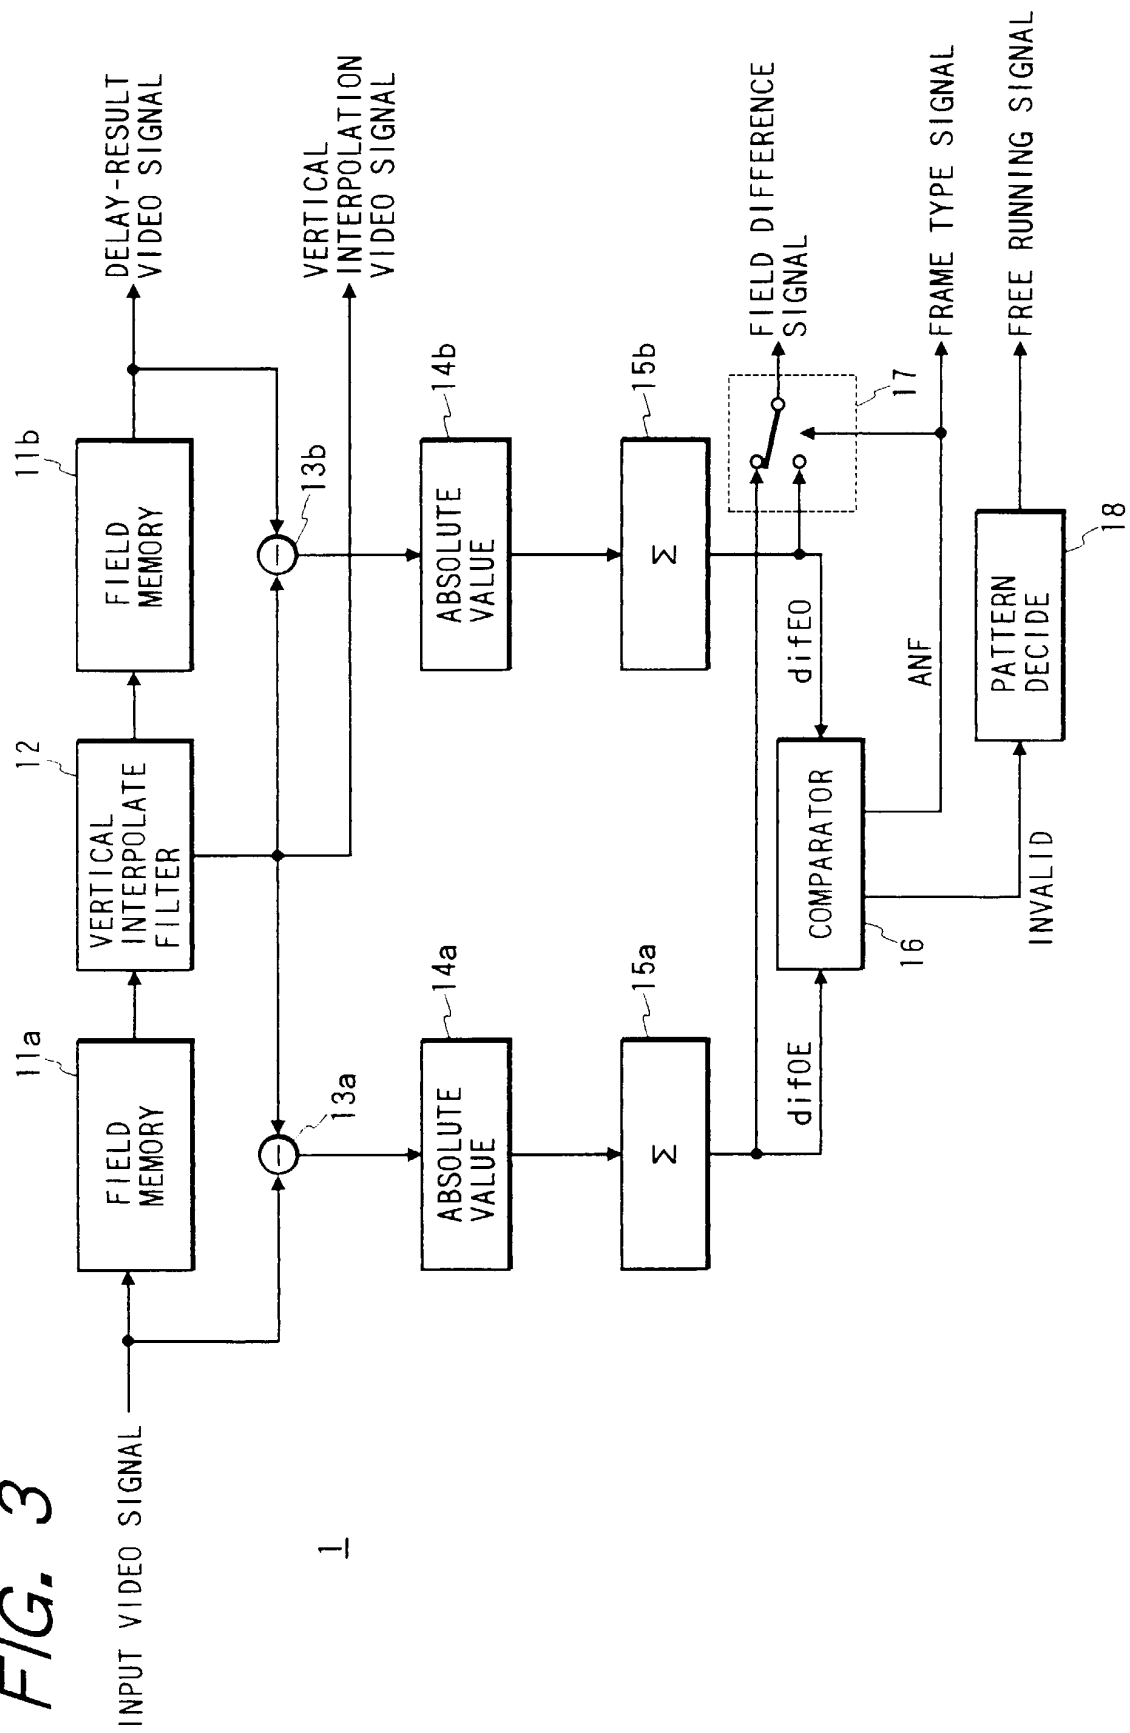 FIG. 3
1
INPUT VIDEO SIGNAL
11a
FIELD
MEMORY
12
VERTICAL
INTERPOLATE
FILTER
11b
FIELD
MEMORY
DELAY-RESULT
VIDEO SIGNAL
13a
−
13b
−
VERTICAL
INTERPOLATION
VIDEO SIGNAL
14a
ABSOLUTE
VALUE
14b
ABSOLUTE
VALUE
15a
Σ
15b
Σ
FIELD DIFFERENCE
SIGNAL
17
difOE
difEO
COMPARATOR
16
ANF
FRAME TYPE SIGNAL
INVALID
PATTERN
DECIDE
18
FREE RUNNING SIGNAL